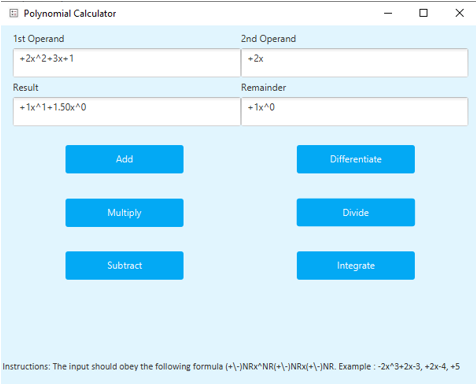 Polynomial Calculator
1st Operand 2nd Operand
+2x^2+3x+1 +2x
Result Remainder
+1x^1+1.50x^0 +1x^0
Add Differentiate
Multiply Divide
Subtract Integrate
Instructions: The input should obey the following formula (+\-)NRx^NR(+\-)NRx(+\-)NR. Example : -2x^3+2x-3, +2x-4, +5